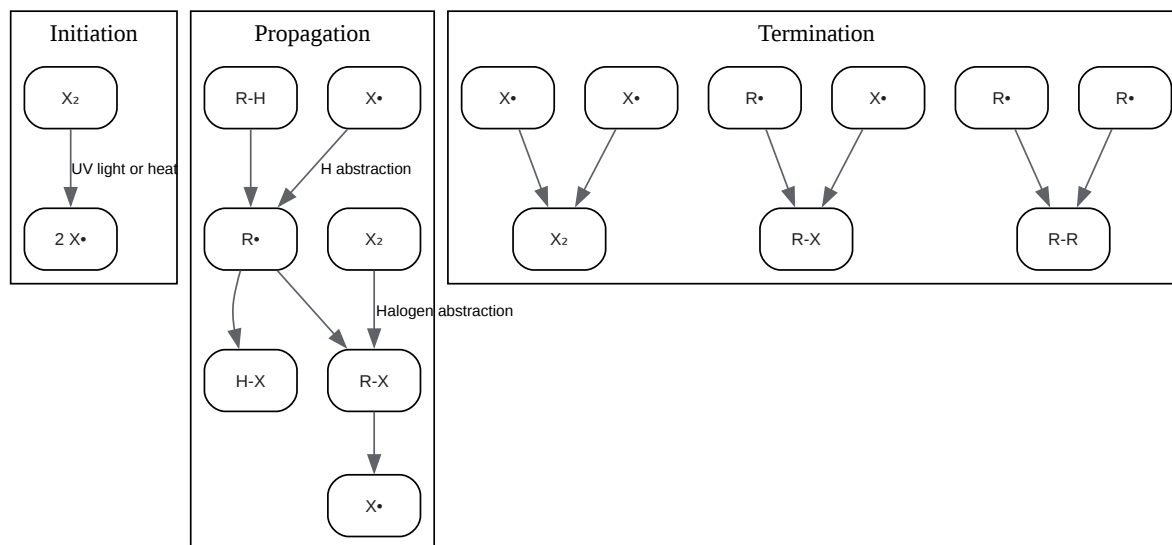 Initiation
X₂
UV light or heat
2 X•
Propagation
R-H
X•
H abstraction
R•
X₂
Halogen abstraction
H-X
R-X
X•
Termination
X•
X•
R•
X•
R•
R•
X₂
R-X
R-R